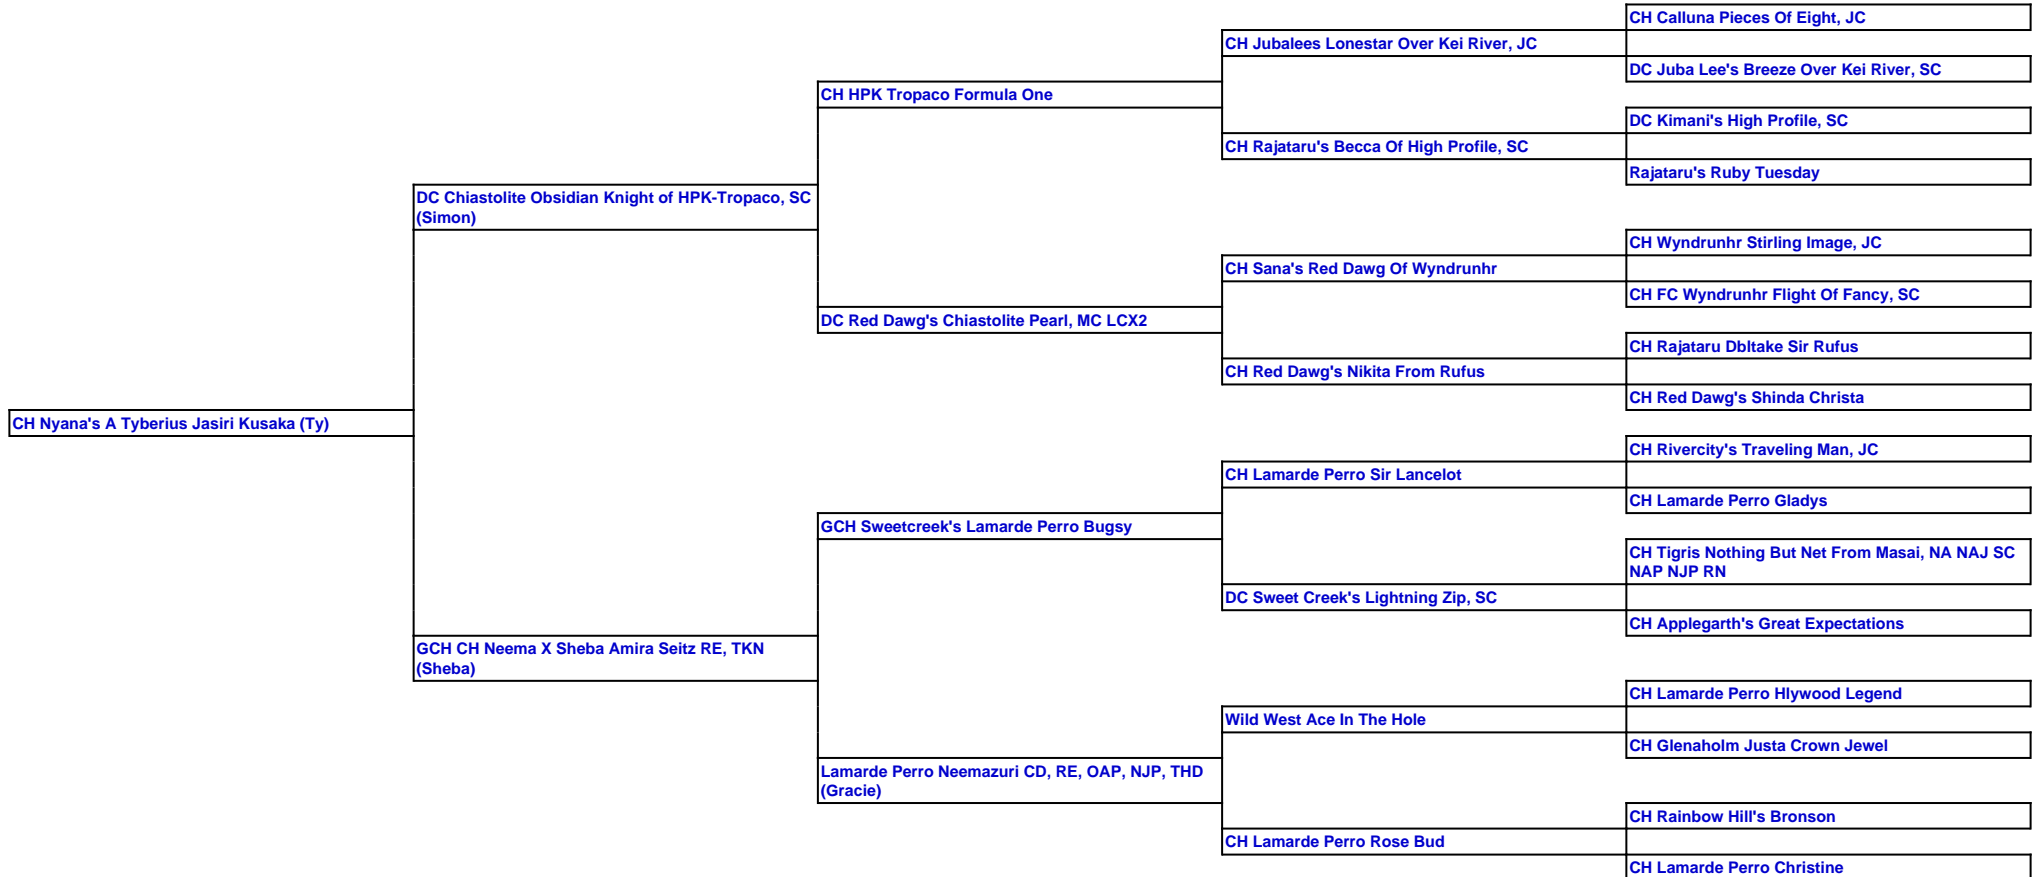 CH Calluna Pieces Of Eight, JC
CH Jubalees Lonestar Over Kei River, JC
DC Juba Lee's Breeze Over Kei River, SC
CH HPK Tropaco Formula One
DC Kimani's High Profile, SC
CH Rajataru's Becca Of High Profile, SC
Rajataru's Ruby Tuesday
DC Chiastolite Obsidian Knight of HPK-Tropaco, SC
(Simon)
CH Wyndrunhr Stirling Image, JC
CH Sana's Red Dawg Of Wyndrunhr
CH FC Wyndrunhr Flight Of Fancy, SC
DC Red Dawg's Chiastolite Pearl, MC LCX2
CH Rajataru Dbltake Sir Rufus
CH Red Dawg's Nikita From Rufus
CH Red Dawg's Shinda Christa
CH Nyana's A Tyberius Jasiri Kusaka (Ty)
CH Rivercity's Traveling Man, JC
CH Lamarde Perro Sir Lancelot
CH Lamarde Perro Gladys
GCH Sweetcreek's Lamarde Perro Bugsy
CH Tigris Nothing But Net From Masai, NA NAJ SC
NAP NJP RN
DC Sweet Creek's Lightning Zip, SC
CH Applegarth's Great Expectations
GCH CH Neema X Sheba Amira Seitz RE, TKN
(Sheba)
CH Lamarde Perro Hlywood Legend
Wild West Ace In The Hole
CH Glenaholm Justa Crown Jewel
Lamarde Perro Neemazuri CD, RE, OAP, NJP, THD
(Gracie)
CH Rainbow Hill's Bronson
CH Lamarde Perro Rose Bud
CH Lamarde Perro Christine